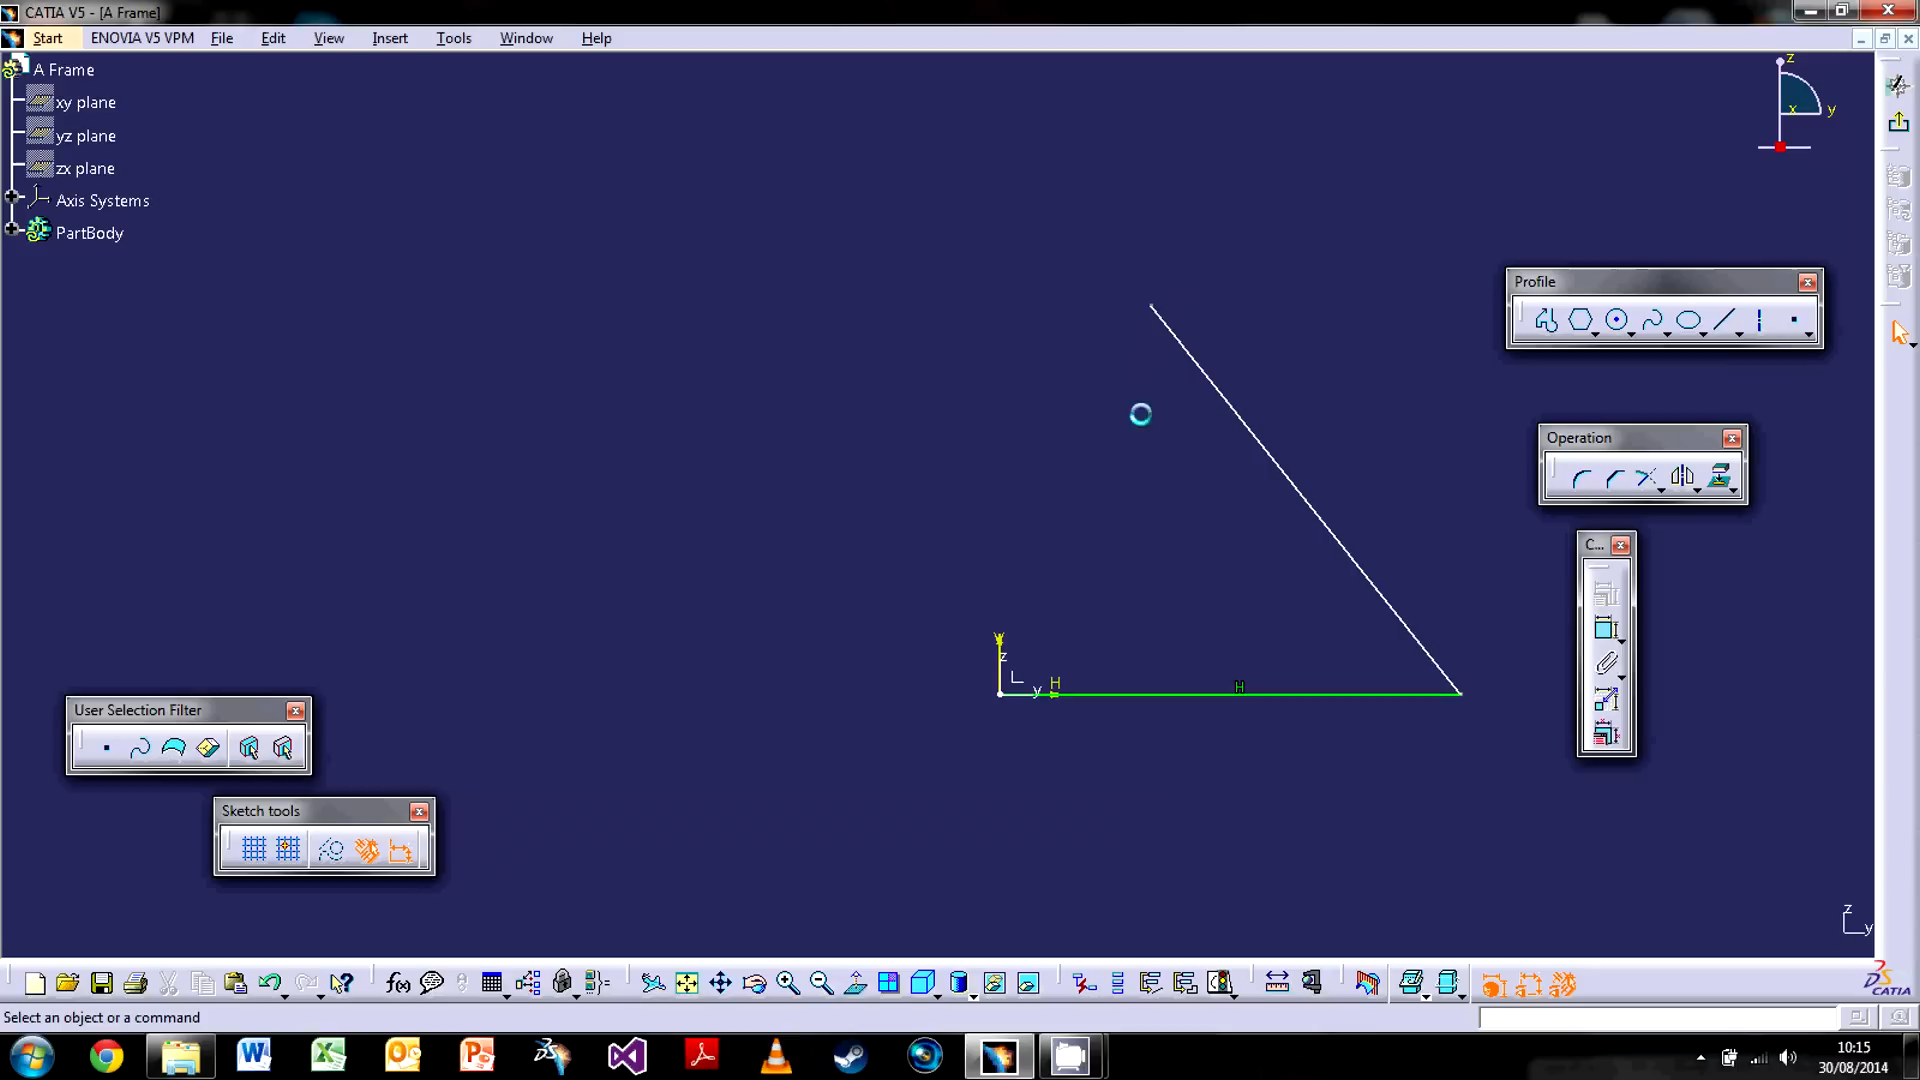 CATIA V5 - [A Frame]
Start ENOVIA V5 VPM File Edit View Insert Tools Window Help
A Frame
xy plane
yz plane
zx plane
Axis Systems
PartBody
z
x y
Profile
Operation
C...
V
z
H
y
H
User Selection Filter
Sketch tools
z
y
f(x)
CATIA
Select an object or a command
10:15
30/08/2014